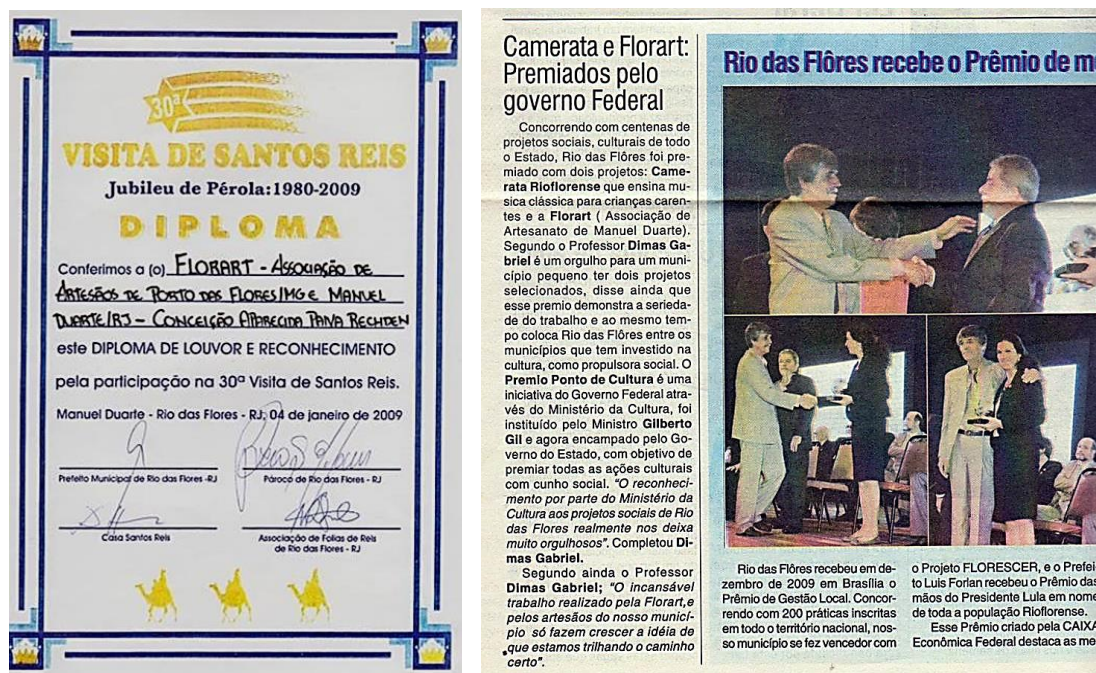 30ª
VISITA DE SANTOS REIS
Jubileu de Pérola:1980-2009
DIPLOMA
Conferimos a (o) FLORART - ASSOCIAÇÃO DE
ARTESÃOS DE PORTO DAS FLORES/MG E MANUEL
DUARTE/RJ - CONCEIÇÃO APARECIDA PAIVA RECHDEN
este DIPLOMA DE LOUVOR E RECONHECIMENTO
pela participação na 30ª Visita de Santos Reis.
Manuel Duarte - Rio das Flores - RJ, 04 de janeiro de 2009
Prefeito Municipal de Rio das Flores -RJ
Pároco de Rio das Flores - RJ
Casa Santos Reis
Associação de Folias de Reis
de Rio das Flores - RJ
Camerata e Florart:
Premiados pelo
governo Federal
Concorrendo com centenas de
projetos sociais, culturais de todo
o Estado, Rio das Flôres foi pre-
miado com dois projetos: Came-
rata Rioflorense que ensina mu-
sica clássica para crianças caren-
tes e a Florart ( Associação de
Artesanato de Manuel Duarte).
Segundo o Professor Dimas Ga-
briel é um orgulho para um muni-
cípio pequeno ter dois projetos
selecionados, disse ainda que
esse premio demonstra a serieda-
de do trabalho e ao mesmo tem-
po coloca Rio das Flôres entre os
municípios que tem investido na
cultura, como propulsora social. O
Premio Ponto de Cultura é uma
iniciativa do Governo Federal atra-
vés do Ministério da Cultura, foi
instituído pelo Ministro Gilberto
Gil e agora encampado pelo Go-
verno do Estado, com objetivo de
premiar todas as ações culturais
com cunho social. "O reconheci-
mento por parte do Ministério da
Cultura aos projetos sociais de Rio
das Flores realmente nos deixa
muito orgulhosos". Completou Di-
mas Gabriel.
Segundo ainda o Professor
Dimas Gabriel; "O incansável
trabalho realizado pela Florart,e
pelos artesãos do nosso municí-
pio só fazem crescer a idéia de
que estamos trilhando o caminho
certo".
Rio das Flôres recebe o Prêmio de
Rio das Flôres recebeu em de-
zembro de 2009 em Brasília o
Prêmio de Gestão Local. Concor-
rendo com 200 práticas inscritas
em todo o território nacional, nos-
so município se fez vencedor com
o Projeto FLORESCER, e o Prefei-
to Luis Forlan recebeu o Prêmio das
mãos do Presidente Lula em nome
de toda a população Rioflorense.
Esse Prêmio criado pela CAIXA
Econômica Federal destaca as me